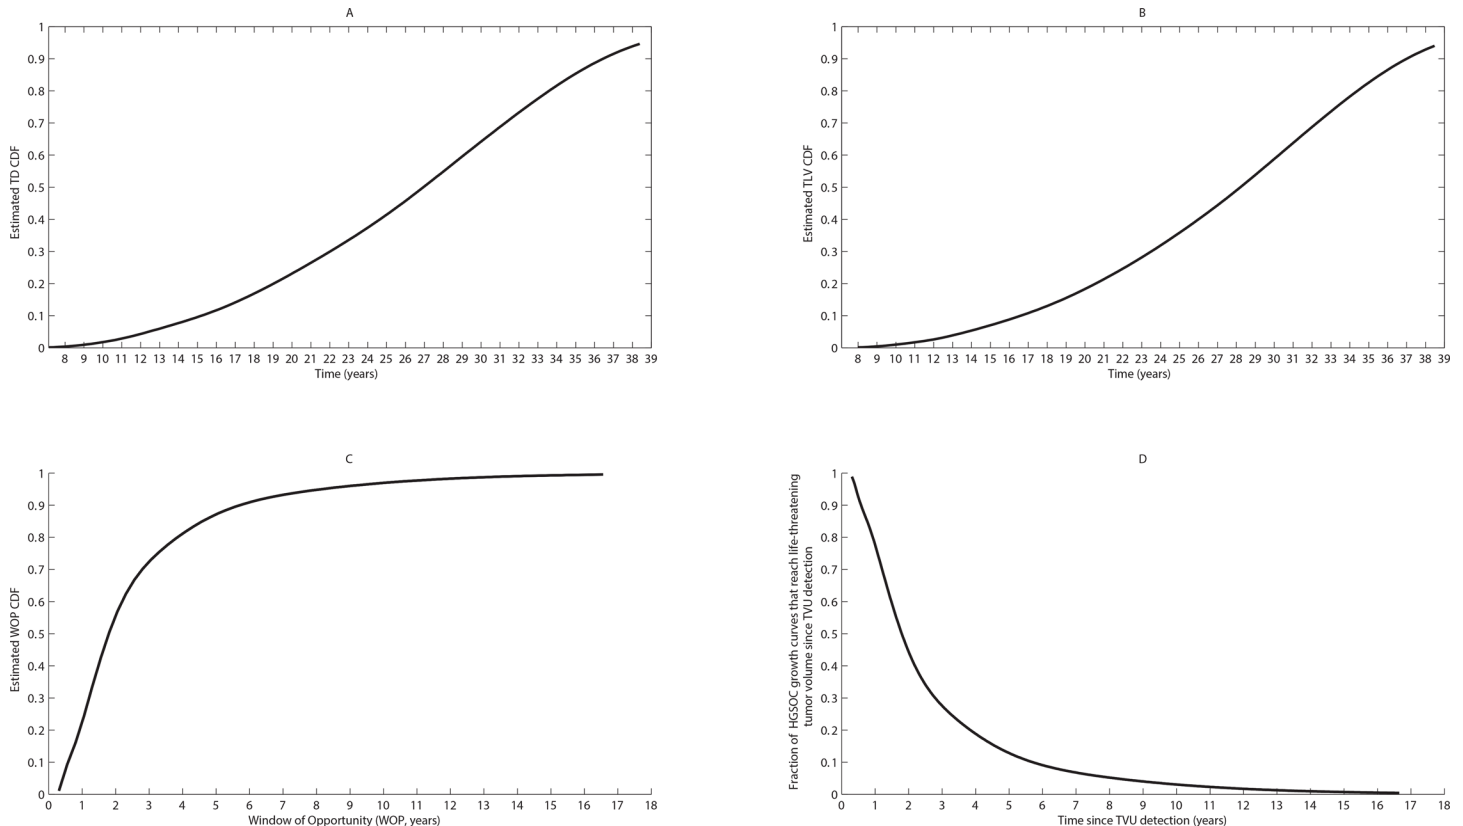 A
1
0.9
0.8
0.7
0.6
0.5
0.4
0.3
0.2
0.1
0
Estimated TD CDF
8 9 10 11 12 13 14 15 16 17 18 19 20 21 22 23 24 25 26 27 28 29 30 31 32 33 34 35 36 37 38 39
Time (years)
B
1
0.9
0.8
0.7
0.6
0.5
0.4
0.3
0.2
0.1
0
Estimated TLV CDF
8 9 10 11 12 13 14 15 16 17 18 19 20 21 22 23 24 25 26 27 28 29 30 31 32 33 34 35 36 37 38 39
Time (years)
C
1
0.9
0.8
0.7
0.6
0.5
0.4
0.3
0.2
0.1
0
Estimated WOP CDF
0 1 2 3 4 5 6 7 8 9 10 11 12 13 14 15 16 17 18
Window of Opportunity (WOP, years)
D
1
0.9
0.8
0.7
0.6
0.5
0.4
0.3
0.2
0.1
0
Fraction of HGSOC growth curves that reach life-threatening
tumor volume since TVU detection
0 1 2 3 4 5 6 7 8 9 10 11 12 13 14 15 16 17 18
Time since TVU detection (years)